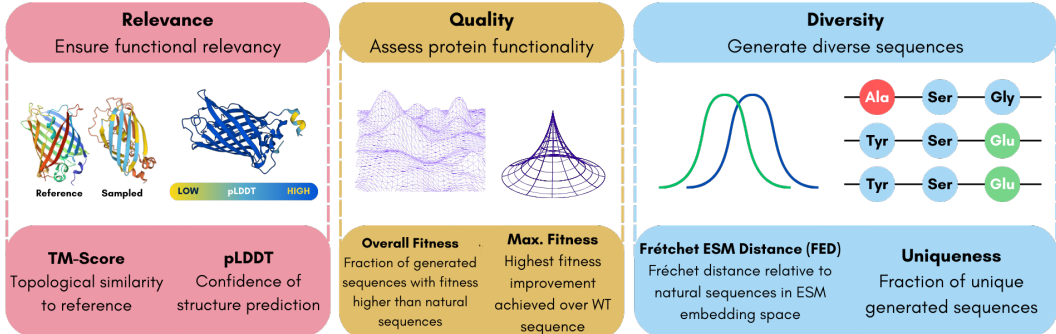 Relevance
Ensure functional relevancy
Reference
Sampled
LOW pLDDT HIGH
TM-Score
Topological similarity
to reference
pLDDT
Confidence of
structure prediction
Quality
Assess protein functionality
Overall Fitness
Fraction of generated
sequences with fitness
higher than natural
sequences
Max. Fitness
Highest fitness
improvement
achieved over WT
sequence
Diversity
Generate diverse sequences
Ala Ser Gly
Tyr Ser Glu
Tyr Ser Glu
Frétchet ESM Distance (FED)
Fréchet distance relative to
natural sequences in ESM
embedding space
Uniqueness
Fraction of unique
generated sequences